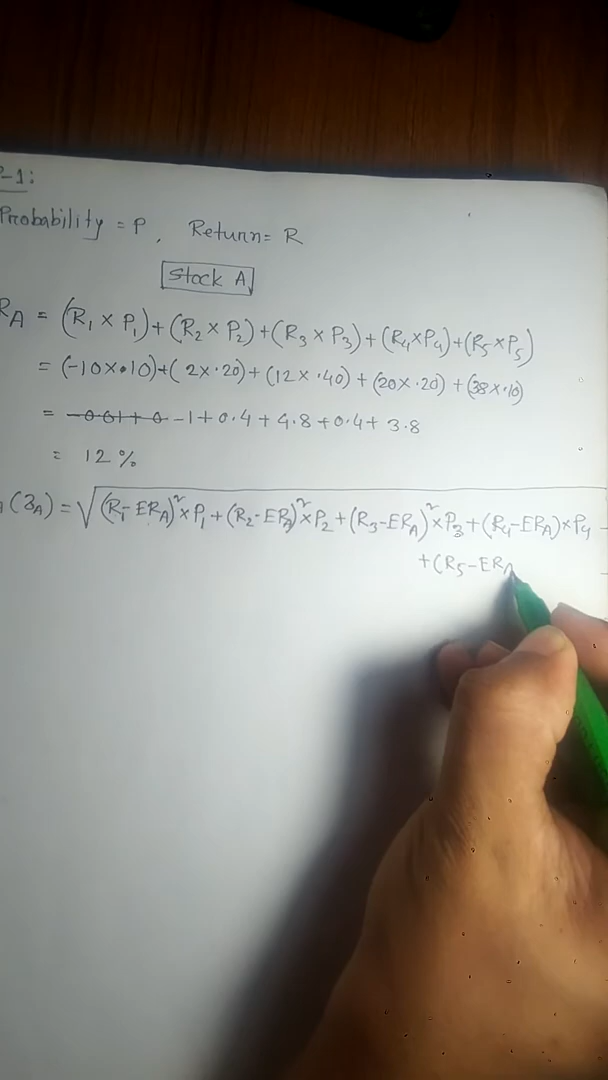 -1:
Probability = P, Return = R
Stock A
RA = (R₁ × P₁) + (R₂ × P₂) + (R₃ × P₃) + (R₄×P₄) + (R₅×P₅)
= (-10×.10)+( 2×.20) + (12×.40) + (20×.20) + (38×.10)
= -1 + 0.4 + 4.8 + 0.4 + 3.8
= 12 %
(3A) = √(R₁-ERA)²×P₁ + (R₂-ERA)²×P₂ + (R₃-ERA)²×P₃ + (R₄-ERA)×P₄
+ (R₅-ERA